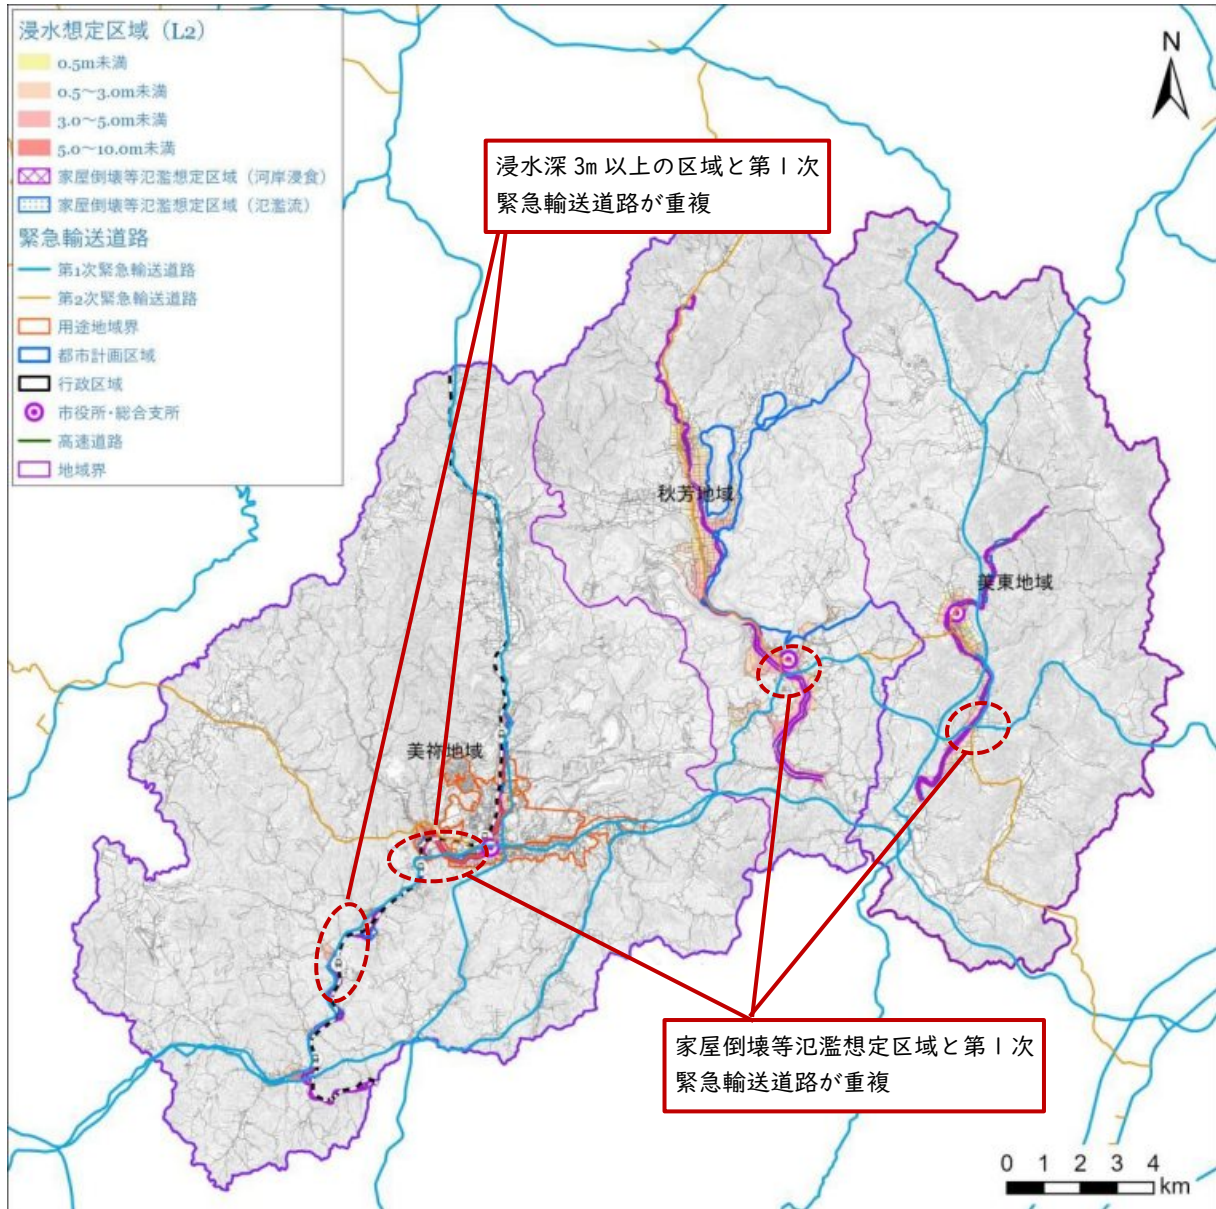 浸水想定区域（L2）
0.5m未満
0.5～3.0m未満
3.0～5.0m未満
5.0～10.0m未満
家屋倒壊等氾濫想定区域（河岸浸食）
家屋倒壊等氾濫想定区域（氾濫流）
緊急輸送道路
第1次緊急輸送道路
第2次緊急輸送道路
用途地域界
都市計画区域
行政区域
市役所・総合支所
高速道路
地域界
N
浸水深3m以上の区域と第1次
緊急輸送道路が重複
秋芳地域
美東地域
美祢地域
家屋倒壊等氾濫想定区域と第1次
緊急輸送道路が重複
0 1 2 3 4
km